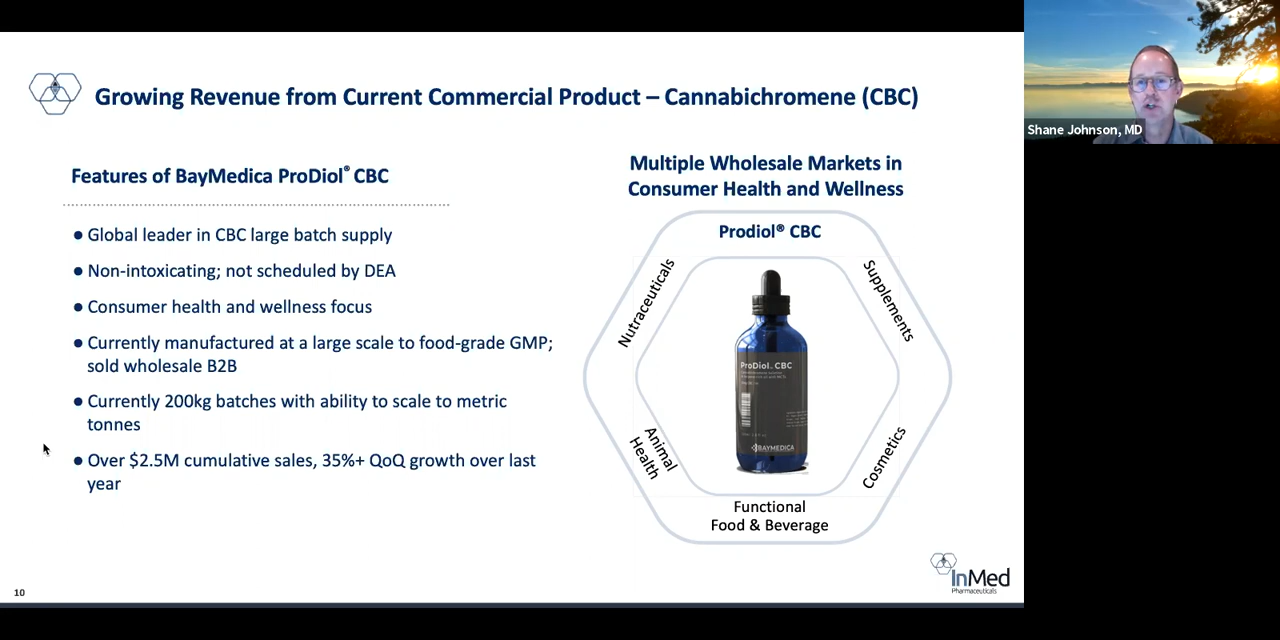 Growing Revenue from Current Commercial Product – Cannabichromene (CBC)
Features of BayMedica ProDiol® CBC
● Global leader in CBC large batch supply
● Non-intoxicating; not scheduled by DEA
● Consumer health and wellness focus
● Currently manufactured at a large scale to food-grade GMP;
sold wholesale B2B
● Currently 200kg batches with ability to scale to metric
tonnes
● Over $2.5M cumulative sales, 35%+ QoQ growth over last
year
Multiple Wholesale Markets in
Consumer Health and Wellness
Prodiol® CBC
Nutraceuticals
Supplements
ProDiol. CBC
BAYMEDICA
Animal
Health
Cosmetics
Functional
Food & Beverage
10
InMed
Pharmaceuticals
Shane Johnson, MD